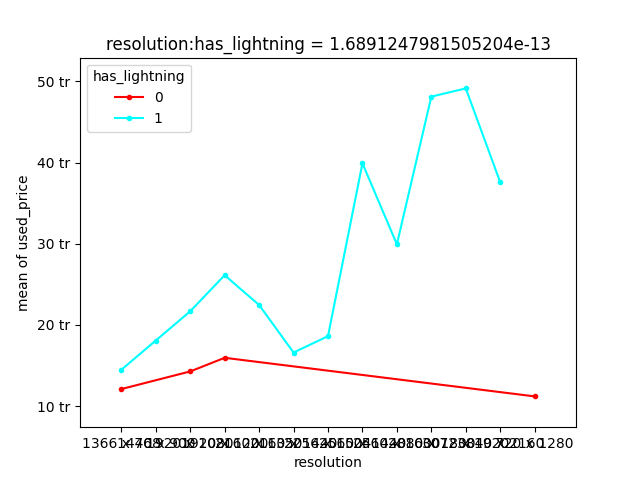 resolution:has_lightning = 1.6891247981505204e-13
has_lightning
0
1
50 tr
40 tr
30 tr
20 tr
10 tr
mean of used_price
resolution